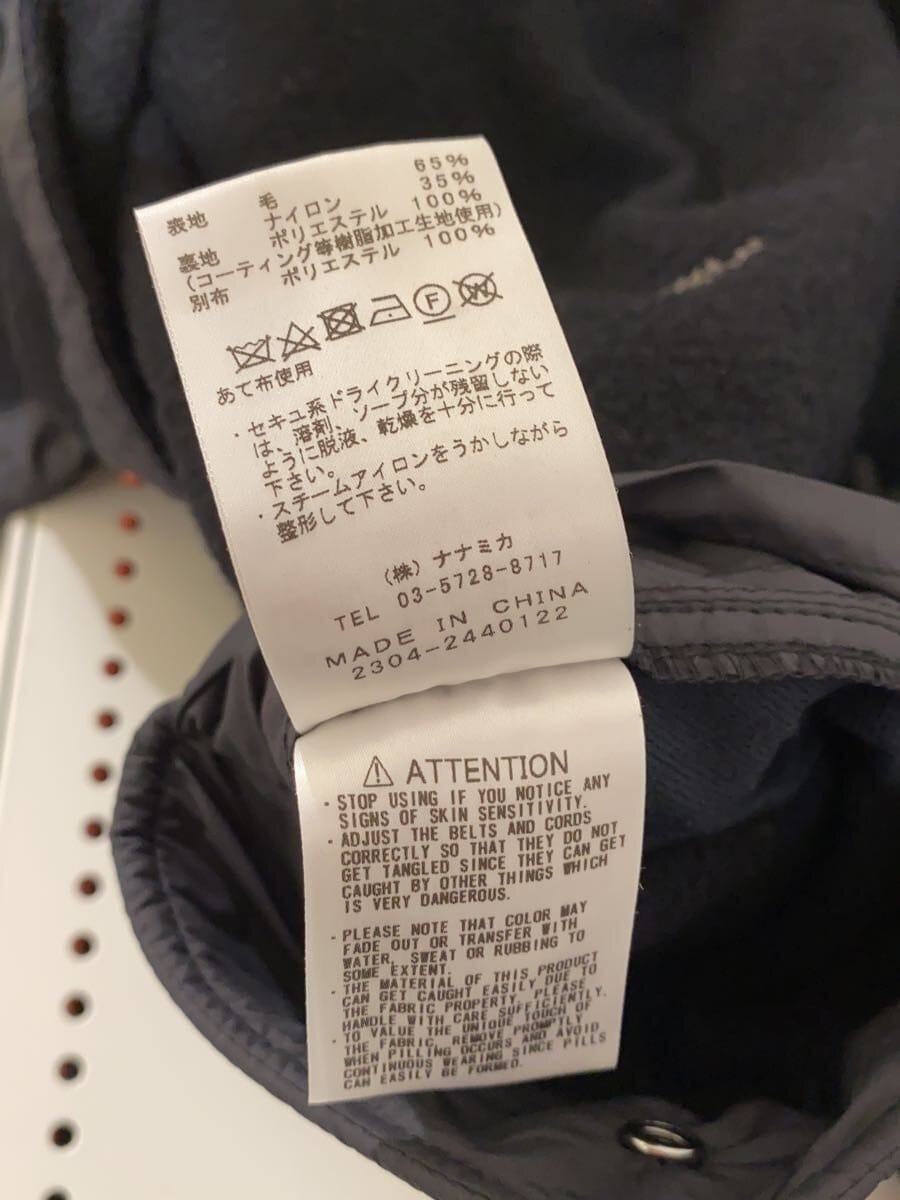 表地 毛 65%
ナイロン 35%
裏地 ポリエステル 100%
(コーティング等樹脂加工生地使用)
別布 ポリエステル 100%
F W
あて布使用
・セキュ系ドライクリーニングの際
は、溶剤、ソープ分が残留しない
ように脱液、乾燥を十分に行って
下さい。
・スチームアイロンをうかしながら
整形して下さい。
(株) ナナミカ
TEL 03-5728-8717
MADE IN CHINA
2304-2440122
ATTENTION
・STOP USING IF YOU NOTICE ANY
SIGNS OF SKIN SENSITIVITY.
・ADJUST THE BELTS AND CORDS
CORRECTLY SO THAT THEY DO NOT
GET TANGLED SINCE THEY CAN GET
CAUGHT BY OTHER THINGS WHICH
IS VERY DANGEROUS.
・PLEASE NOTE THAT COLOR MAY
FADE OUT OR TRANSFER WITH
WATER, SWEAT OR RUBBING TO
SOME EXTENT.
・THE MATERIAL OF THIS PRODUCT
CAN GET CAUGHT EASILY DUE TO
THE FABRIC PROPERTY. PLEASE
HANDLE WITH CARE SUFFICIENTLY.
・TO VALUE THE UNIQUE TOUCH OF
THE FABRIC, REMOVE PROMPTLY
WHEN PILLING OCCURS AND AVOID
CONTINUOUS WEARING SINCE PILLS
CAN EASILY BE FORMED.